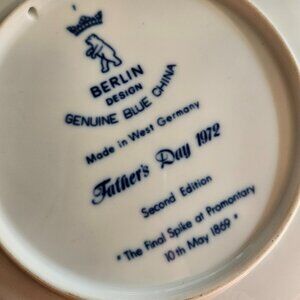 BERLIN
DESIGN
GENUINE BLUE CHINA
Made in West Germany
Father's Day 1972
Second Edition
"The Final Spike at Promontary
10th May 1869"